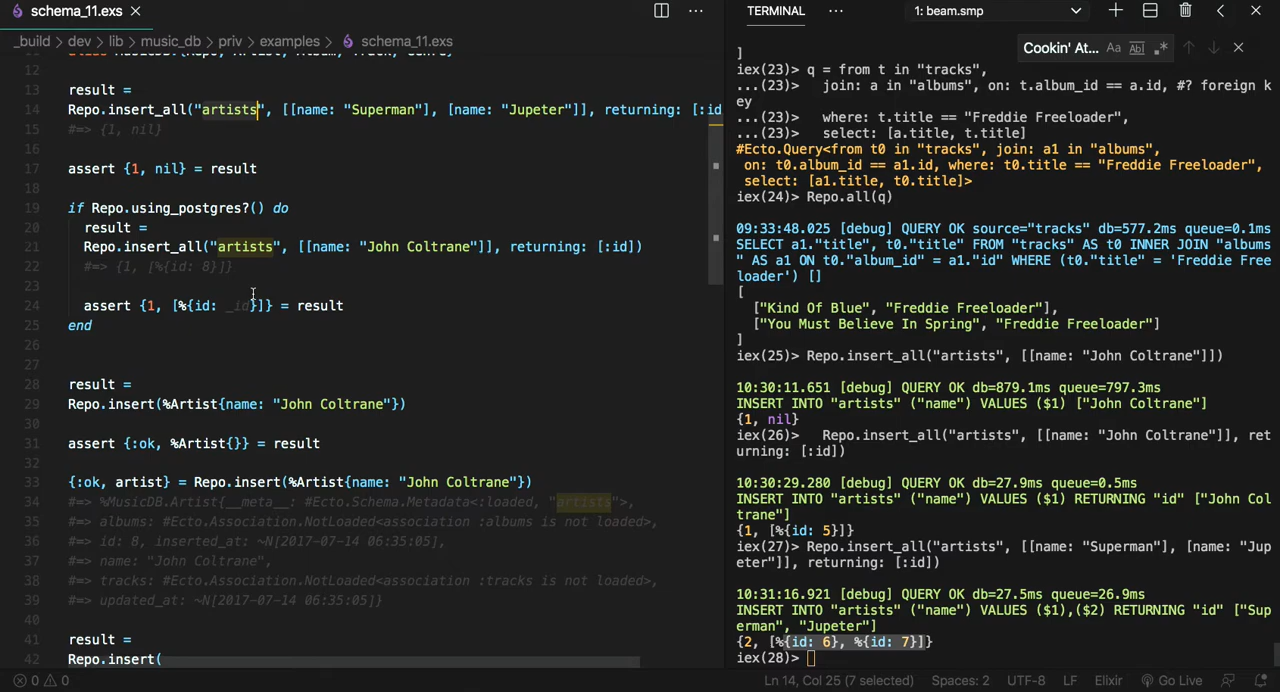 schema_11.exs
_build > dev > lib > music_db > priv > examples > schema_11.exs
12
13 result =
14 Repo.insert_all("artists", [[name: "Superman"], [name: "Jupeter"]], returning: [:id
15 #=> {1, nil}
16
17 assert {1, nil} = result
18
19 if Repo.using_postgres?() do
20 result =
21 Repo.insert_all("artists", [[name: "John Coltrane"]], returning: [:id])
22 #=> {1, [%{id: 8}]}
23
24 assert {1, [%{id: _id}]} = result
25 end
26
27
28 result =
29 Repo.insert(%Artist{name: "John Coltrane"})
30
31 assert {:ok, %Artist{}} = result
32
33 {:ok, artist} = Repo.insert(%Artist{name: "John Coltrane"})
34 #=> %MusicDB.Artist{__meta__: #Ecto.Schema.Metadata<:loaded, "artists">,
35 #=> albums: #Ecto.Association.NotLoaded<association :albums is not loaded>,
36 #=> id: 8, inserted_at: ~N[2017-07-14 06:35:05],
37 #=> name: "John Coltrane",
38 #=> tracks: #Ecto.Association.NotLoaded<association :tracks is not loaded>,
39 #=> updated_at: ~N[2017-07-14 06:35:05]}
40
41 result =
42 Repo.insert(
TERMINAL
1: beam.smp
Cookin' At... Aa Abl .*
]
iex(23)> q = from t in "tracks",
...(23)> join: a in "albums", on: t.album_id == a.id, #? foreign k
ey
...(23)> where: t.title == "Freddie Freeloader",
...(23)> select: [a.title, t.title]
#Ecto.Query<from t0 in "tracks", join: a1 in "albums",
on: t0.album_id == a1.id, where: t0.title == "Freddie Freeloader",
select: [a1.title, t0.title]>
iex(24)> Repo.all(q)
09:33:48.025 [debug] QUERY OK source="tracks" db=577.2ms queue=0.1ms
SELECT a1."title", t0."title" FROM "tracks" AS t0 INNER JOIN "albums
" AS a1 ON t0."album_id" = a1."id" WHERE (t0."title" = 'Freddie Free
loader') []
[
["Kind Of Blue", "Freddie Freeloader"],
["You Must Believe In Spring", "Freddie Freeloader"]
]
iex(25)> Repo.insert_all("artists", [[name: "John Coltrane"]])
10:30:11.651 [debug] QUERY OK db=879.1ms queue=797.3ms
INSERT INTO "artists" ("name") VALUES ($1) ["John Coltrane"]
{1, nil}
iex(26)> Repo.insert_all("artists", [[name: "John Coltrane"]], ret
urning: [:id])
10:30:29.280 [debug] QUERY OK db=27.9ms queue=0.5ms
INSERT INTO "artists" ("name") VALUES ($1) RETURNING "id" ["John Col
trane"]
{1, [%{id: 5}]}
iex(27)> Repo.insert_all("artists", [[name: "Superman"], [name: "Jup
eter"]], returning: [:id])
10:31:16.921 [debug] QUERY OK db=27.5ms queue=26.9ms
INSERT INTO "artists" ("name") VALUES ($1),($2) RETURNING "id" ["Sup
erman", "Jupeter"]
{2, [%{id: 6}, %{id: 7}]}
iex(28)>
0 0
Ln 14, Col 25 (7 selected) Spaces: 2 UTF-8 LF Elixir Go Live